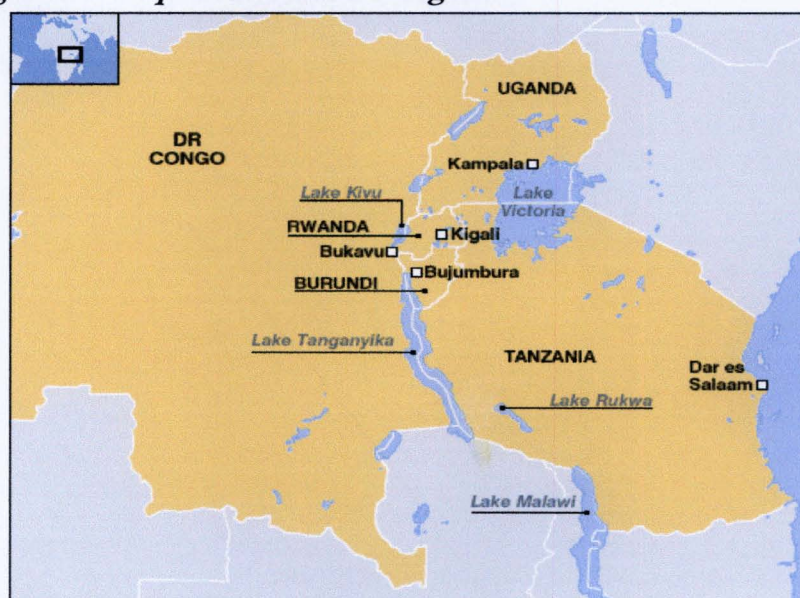 UGANDA
DR
CONGO
Kampala
Lake Kivu
Lake
Victoria
RWANDA
Kigali
Bukavu
Bujumbura
BURUNDI
Lake Tanganyika
TANZANIA
Dar es
Salaam
Lake Rukwa
Lake Malawi